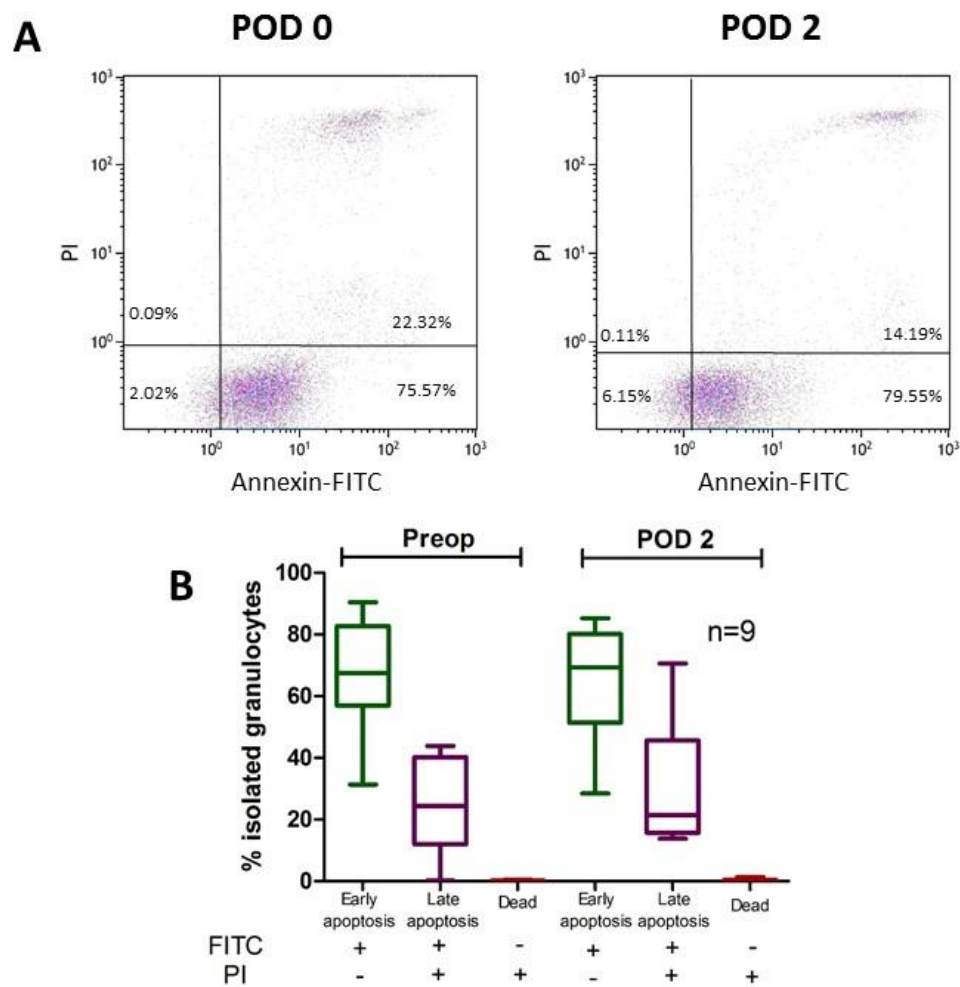 A
POD 0
POD 2
10³
10²
10¹
10⁰
PI
0.09%
22.32%
2.02%
75.57%
10⁰ 10¹ 10² 10³
Annexin-FITC
10³
10²
10¹
10⁰
PI
0.11%
14.19%
6.15%
79.55%
10⁰ 10¹ 10² 10³
Annexin-FITC
B
Preop
POD 2
n=9
% isolated granulocytes
100
80
60
40
20
0
Early apoptosis
Late apoptosis
Dead
Early apoptosis
Late apoptosis
Dead
FITC + + - + + -
PI - + + - + +